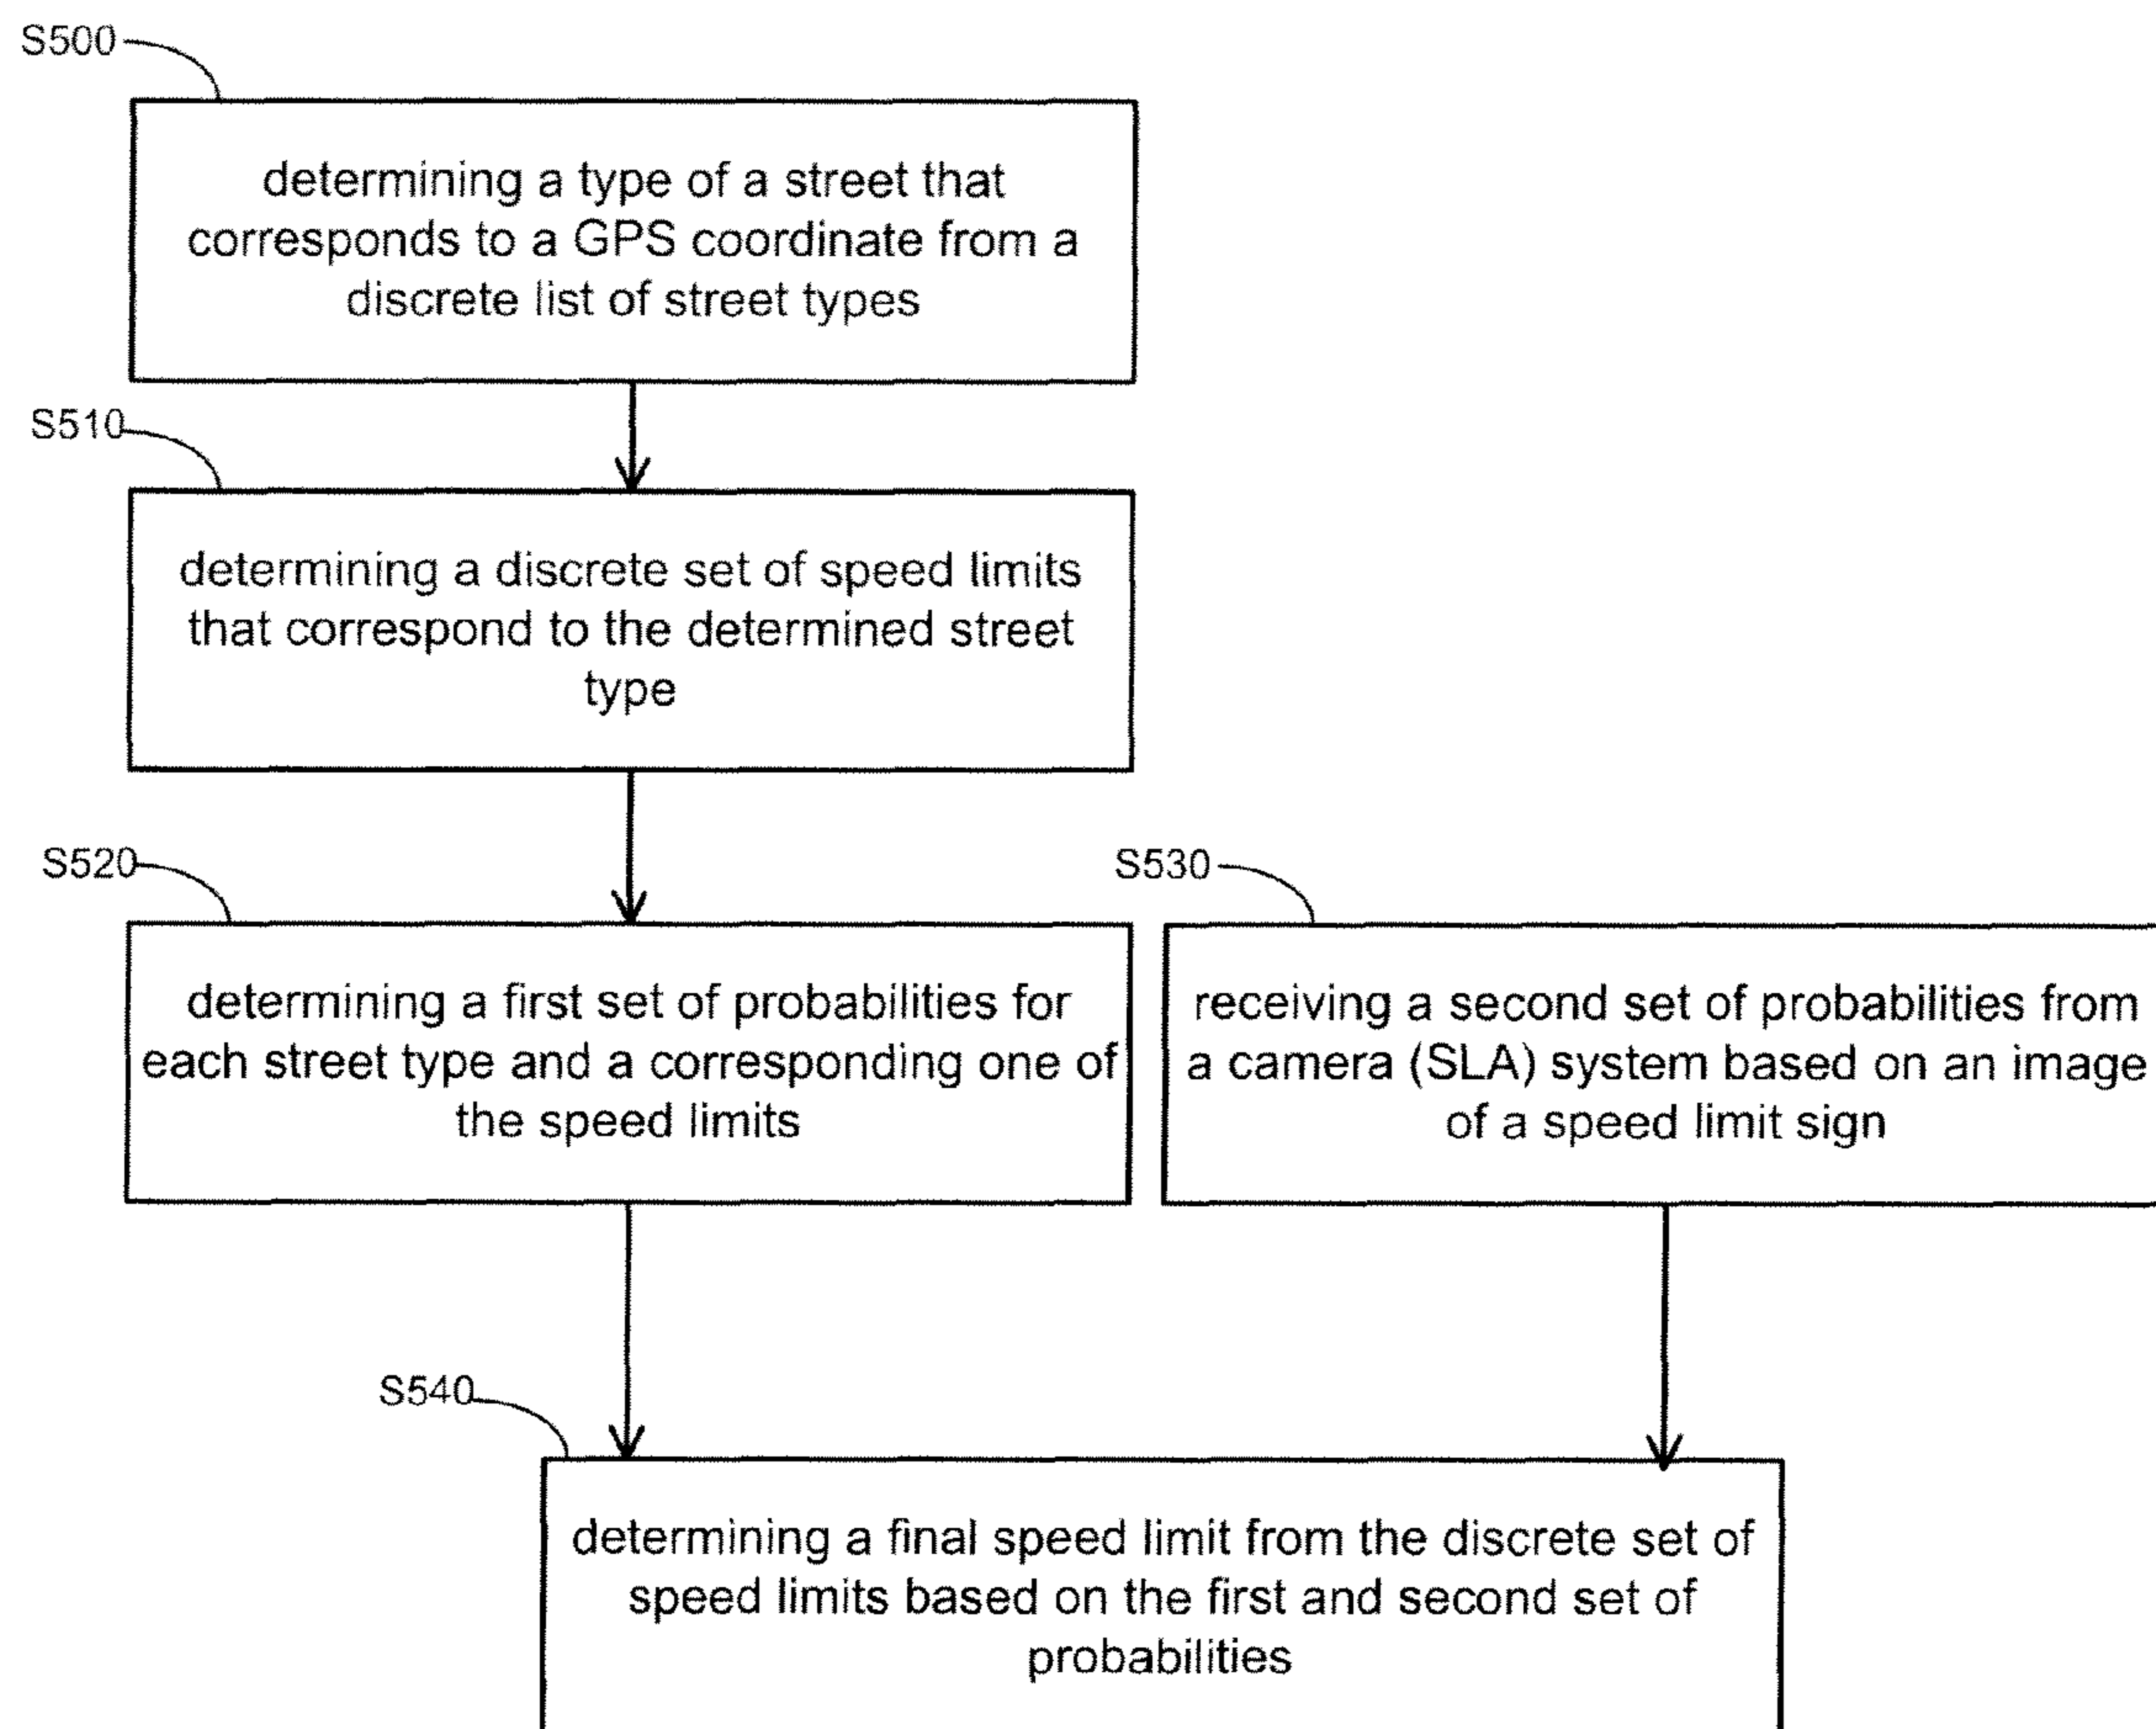 S500
determining a type of a street that
corresponds to a GPS coordinate from a
discrete list of street types
S510
determining a discrete set of speed limits
that correspond to the determined street
type
S520
determining a first set of probabilities for
each street type and a corresponding one of
the speed limits
S530
receiving a second set of probabilities from
a camera (SLA) system based on an image
of a speed limit sign
S540
determining a final speed limit from the discrete set of
speed limits based on the first and second set of
probabilities